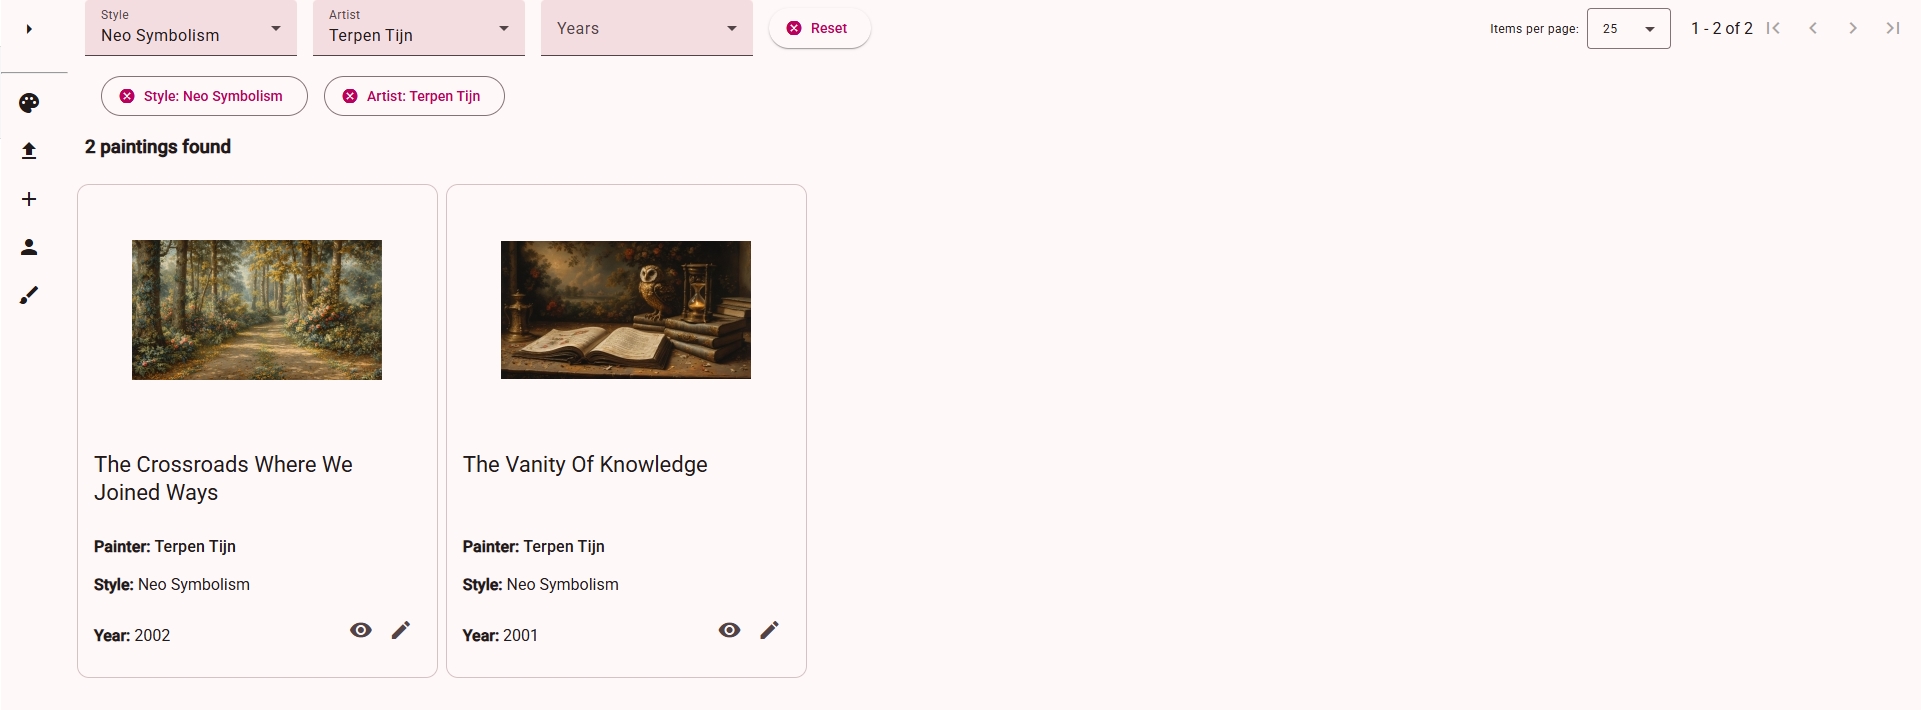 Style
Neo Symbolism
Artist
Terpen Tijn
Years
Reset
Items per page:
25
1 - 2 of 2
Style: Neo Symbolism
Artist: Terpen Tijn
2 paintings found
The Crossroads Where We
Joined Ways
Painter: Terpen Tijn
Style: Neo Symbolism
Year: 2002
The Vanity Of Knowledge
Painter: Terpen Tijn
Style: Neo Symbolism
Year: 2001